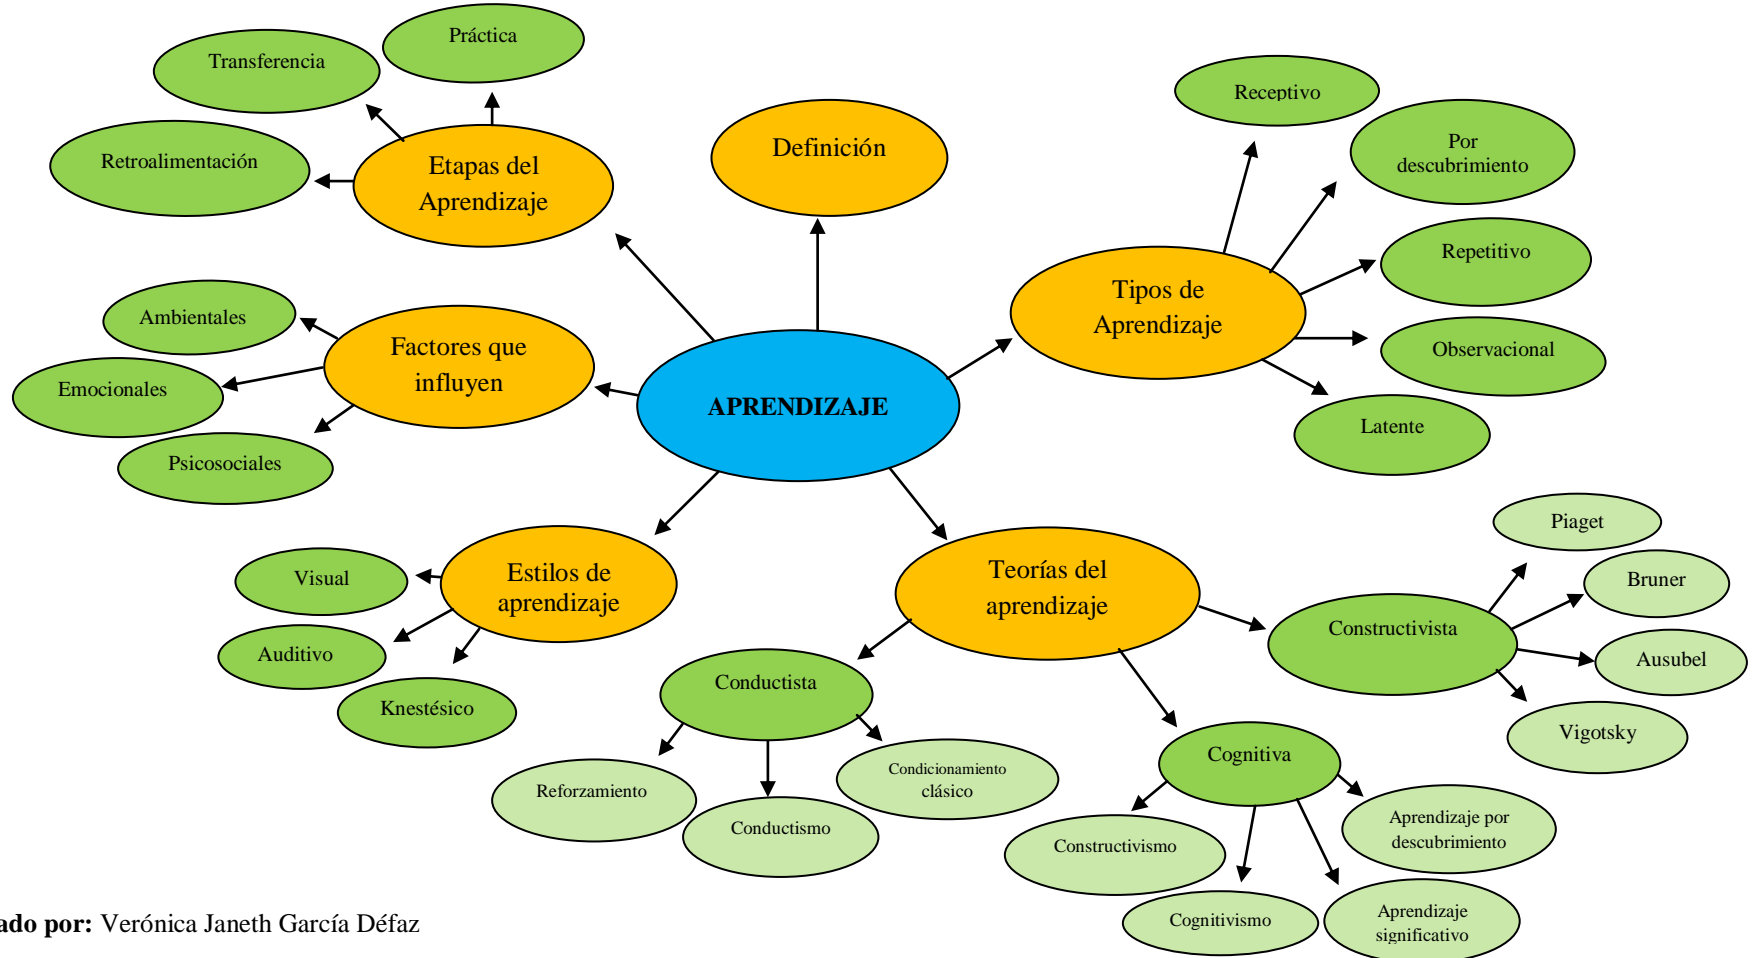 Práctica
Transferencia
Retroalimentación
Etapas del
Aprendizaje
Definición
Receptivo
Por
descubrimiento
Repetitivo
Observacional
Latente
Tipos de
Aprendizaje
Ambientales
Emocionales
Psicosociales
Factores que
influyen
APRENDIZAJE
Estilos de
aprendizaje
Visual
Auditivo
Knestésico
Teorías del
aprendizaje
Constructivista
Piaget
Bruner
Ausubel
Vigotsky
Conductista
Reforzamiento
Conductismo
Condicionamiento
clásico
Cognitiva
Constructivismo
Cognitivismo
Aprendizaje por
descubrimiento
Aprendizaje
significativo
ado por: Verónica Janeth García Défaz